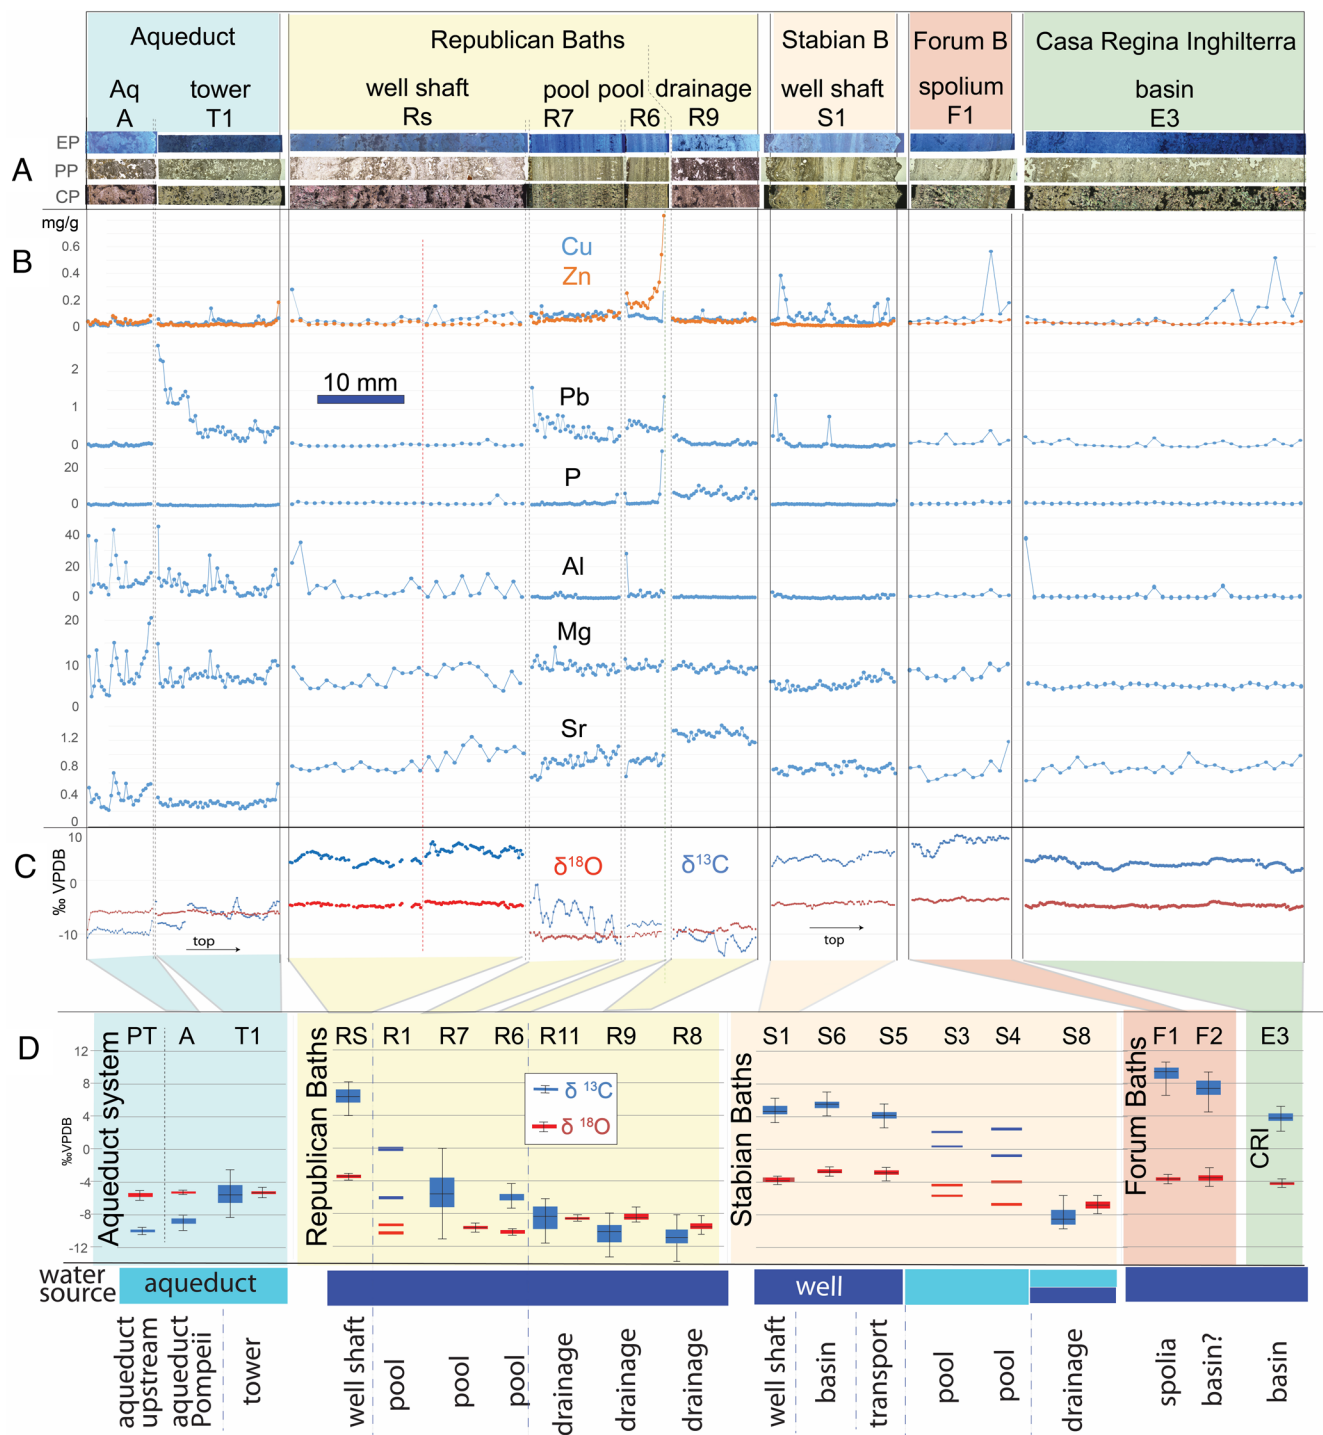 Aqueduct
Republican Baths
Stabian B
Forum B
Casa Regina Inghilterra
Aq
A
tower
T1
well shaft
Rs
pool
R7
pool
R6
drainage
R9
well shaft
S1
spolium
F1
basin
E3
A
EP
PP
CP
mg/g
B
Cu
Zn
0.6
0.4
0.2
0
10 mm
Pb
2
1
0
P
20
0
Al
40
20
0
Mg
20
10
0
Sr
1.2
0.8
0.4
0
C
‰ VPDB
10
0
-10
δ18O
δ13C
top
top
D
PT A T1
RS R1 R7 R6 R11 R9 R8
S1 S6 S5 S3 S4 S8
F1 F2
E3
‰VPDB
12
8
4
0
-4
-8
-12
Aqueduct system
Republican Baths
δ 13C
δ 18O
Stabian Baths
Forum Baths
CRI
water
source
aqueduct
well
aqueduct
upstream
aqueduct
Pompeii
tower
well shaft
pool
pool
pool
drainage
drainage
drainage
well shaft
basin
transport
pool
pool
drainage
spolia
basin?
basin